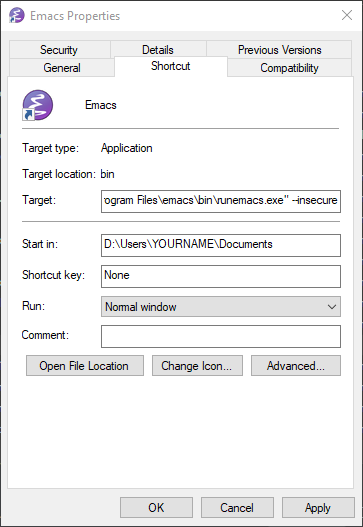 Emacs Properties
Security Details Previous Versions
General Shortcut Compatibility
Emacs
Target type: Application
Target location: bin
Target: ogram Files\emacs\bin\runemacs.exe" --insecure
Start in: D:\Users\YOURNAME\Documents
Shortcut key: None
Run: Normal window
Comment:
Open File Location Change Icon... Advanced...
OK Cancel Apply